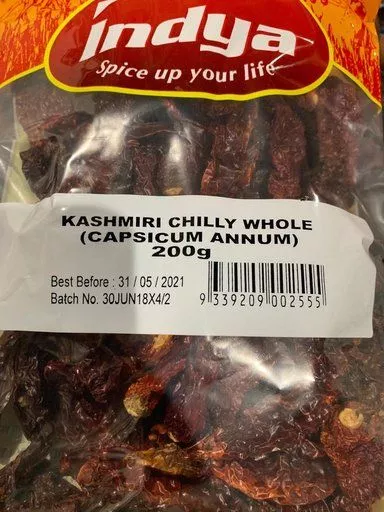 indya
Spice up your life
KASHMIRI CHILLY WHOLE
(CAPSICUM ANNUM)
200g
Best Before : 31 / 05 / 2021
Batch No. 30JUN18X4/2
9 339209 002555